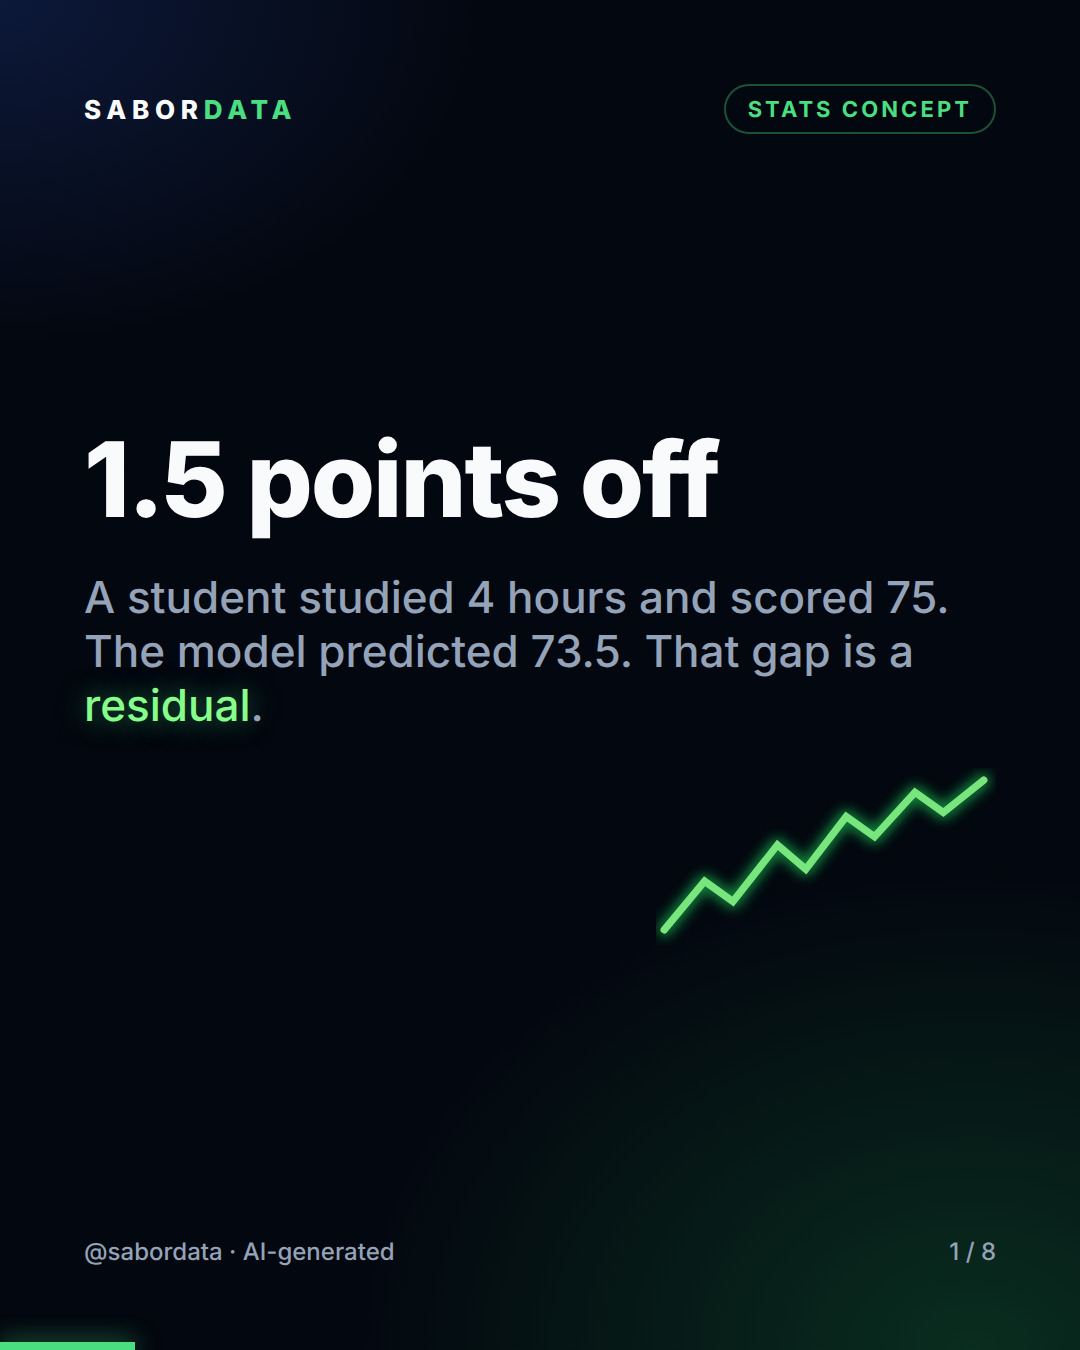 SABORDATA
STATS CONCEPT
1.5 points off
A student studied 4 hours and scored 75.
The model predicted 73.5. That gap is a
residual.
@sabordata · AI-generated
1 / 8